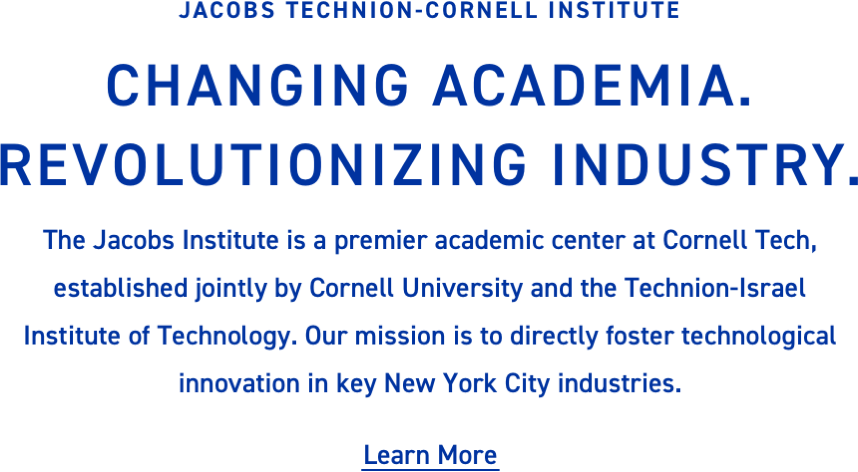 JACOBS TECHNION-CORNELL INSTITUTE
CHANGING ACADEMIA.
REVOLUTIONIZING INDUSTRY.
The Jacobs Institute is a premier academic center at Cornell Tech,
established jointly by Cornell University and the Technion-Israel
Institute of Technology. Our mission is to directly foster technological
innovation in key New York City industries.
Learn More